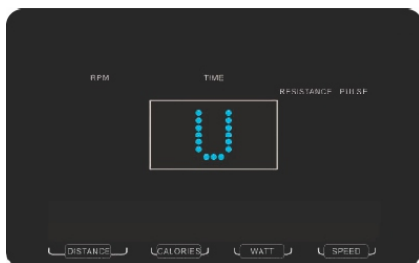 RPM TIME
RESISTANCE PULSE
U
DISTANCE CALORIES WATT SPEED